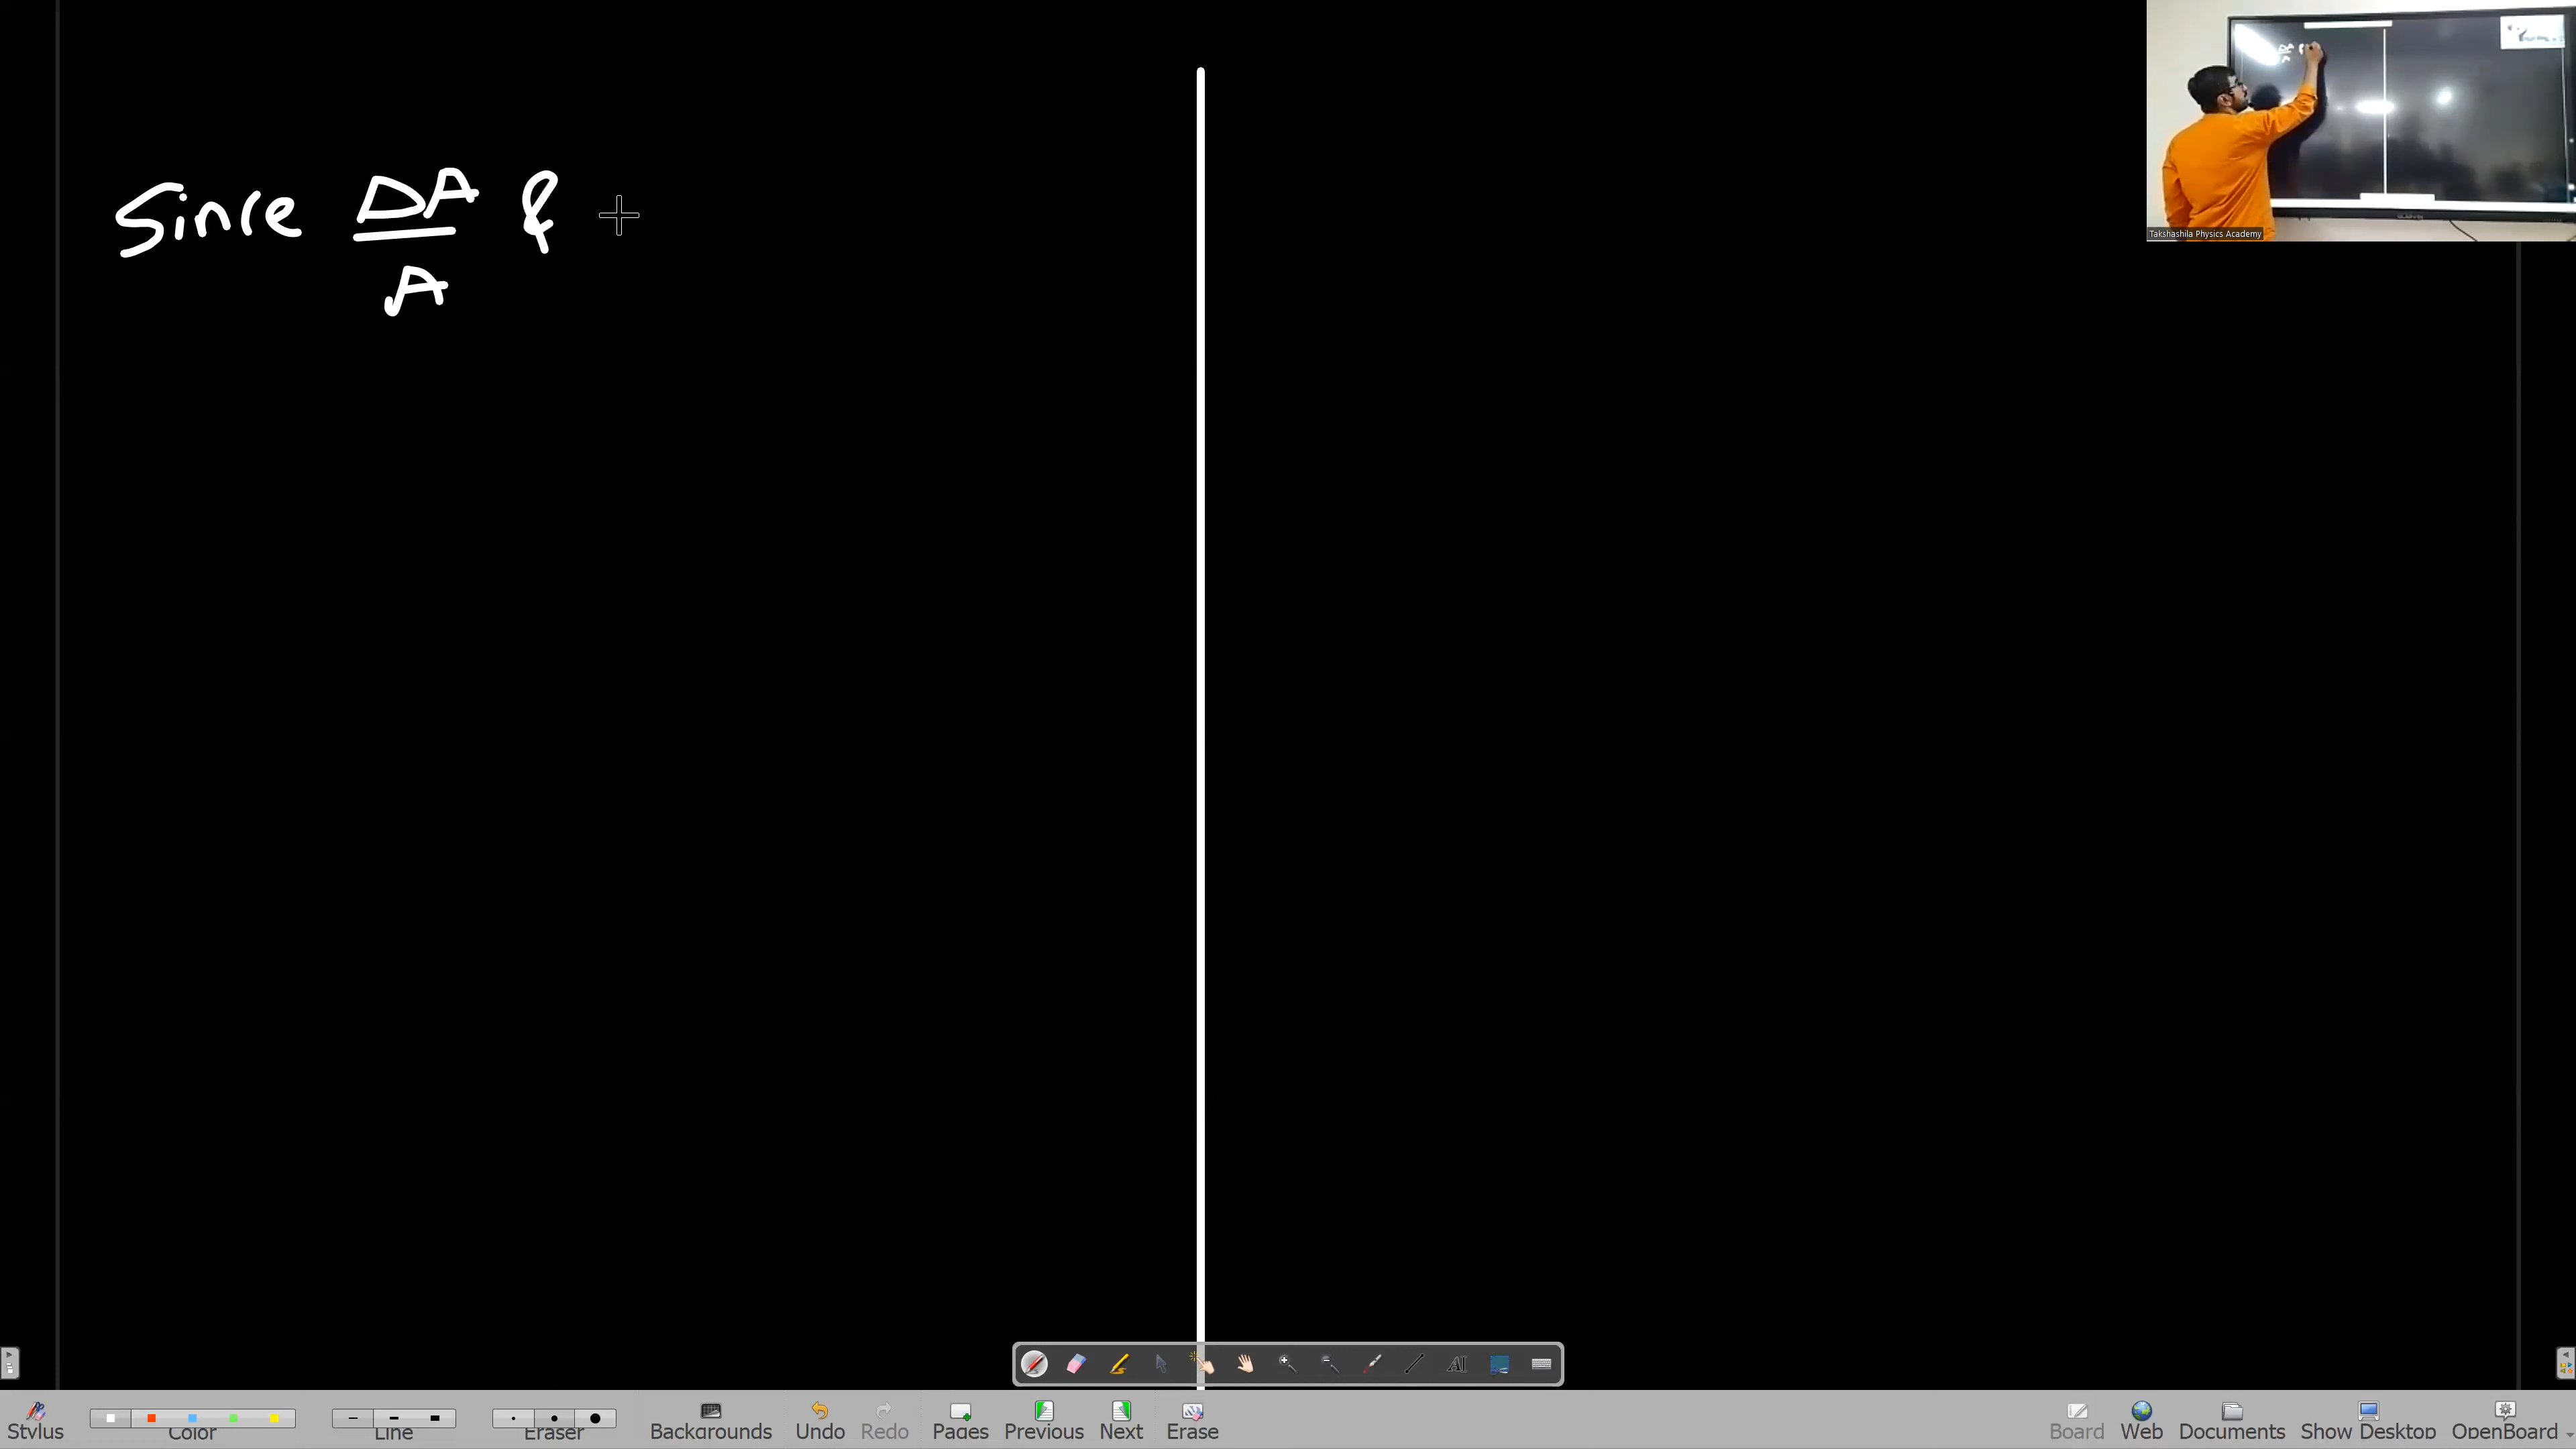 Since ΔA &
A
Takshashila Physics Academy
Stylus Color Line Eraser Backgrounds Undo Redo Pages Previous Next Erase Board Web Documents Show Desktop OpenBoard